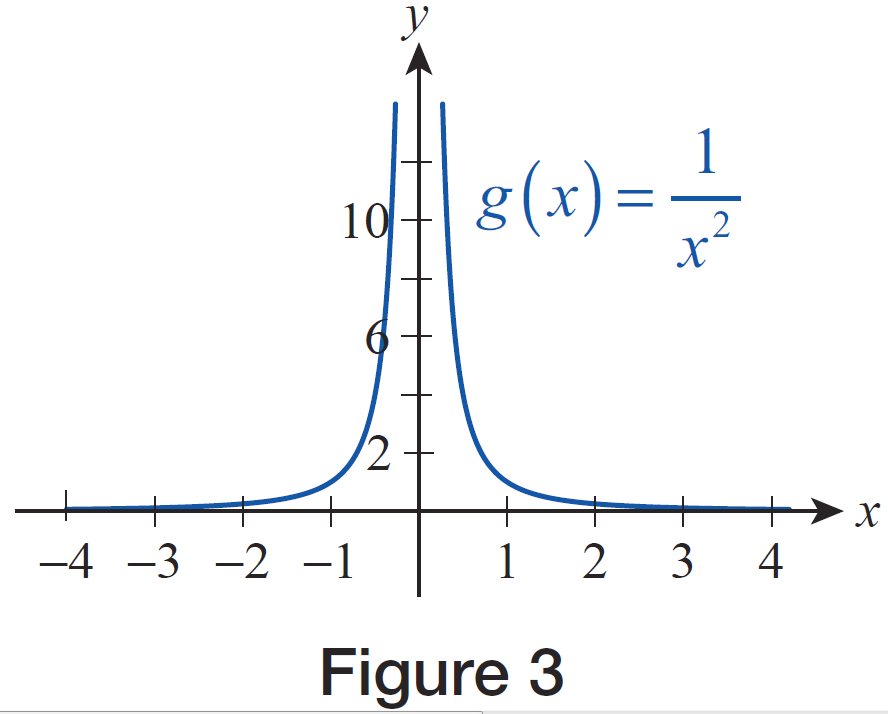 y
g(x) = 1/x²
10
6
2
x
–4 –3 –2 –1 1 2 3 4
Figure 3